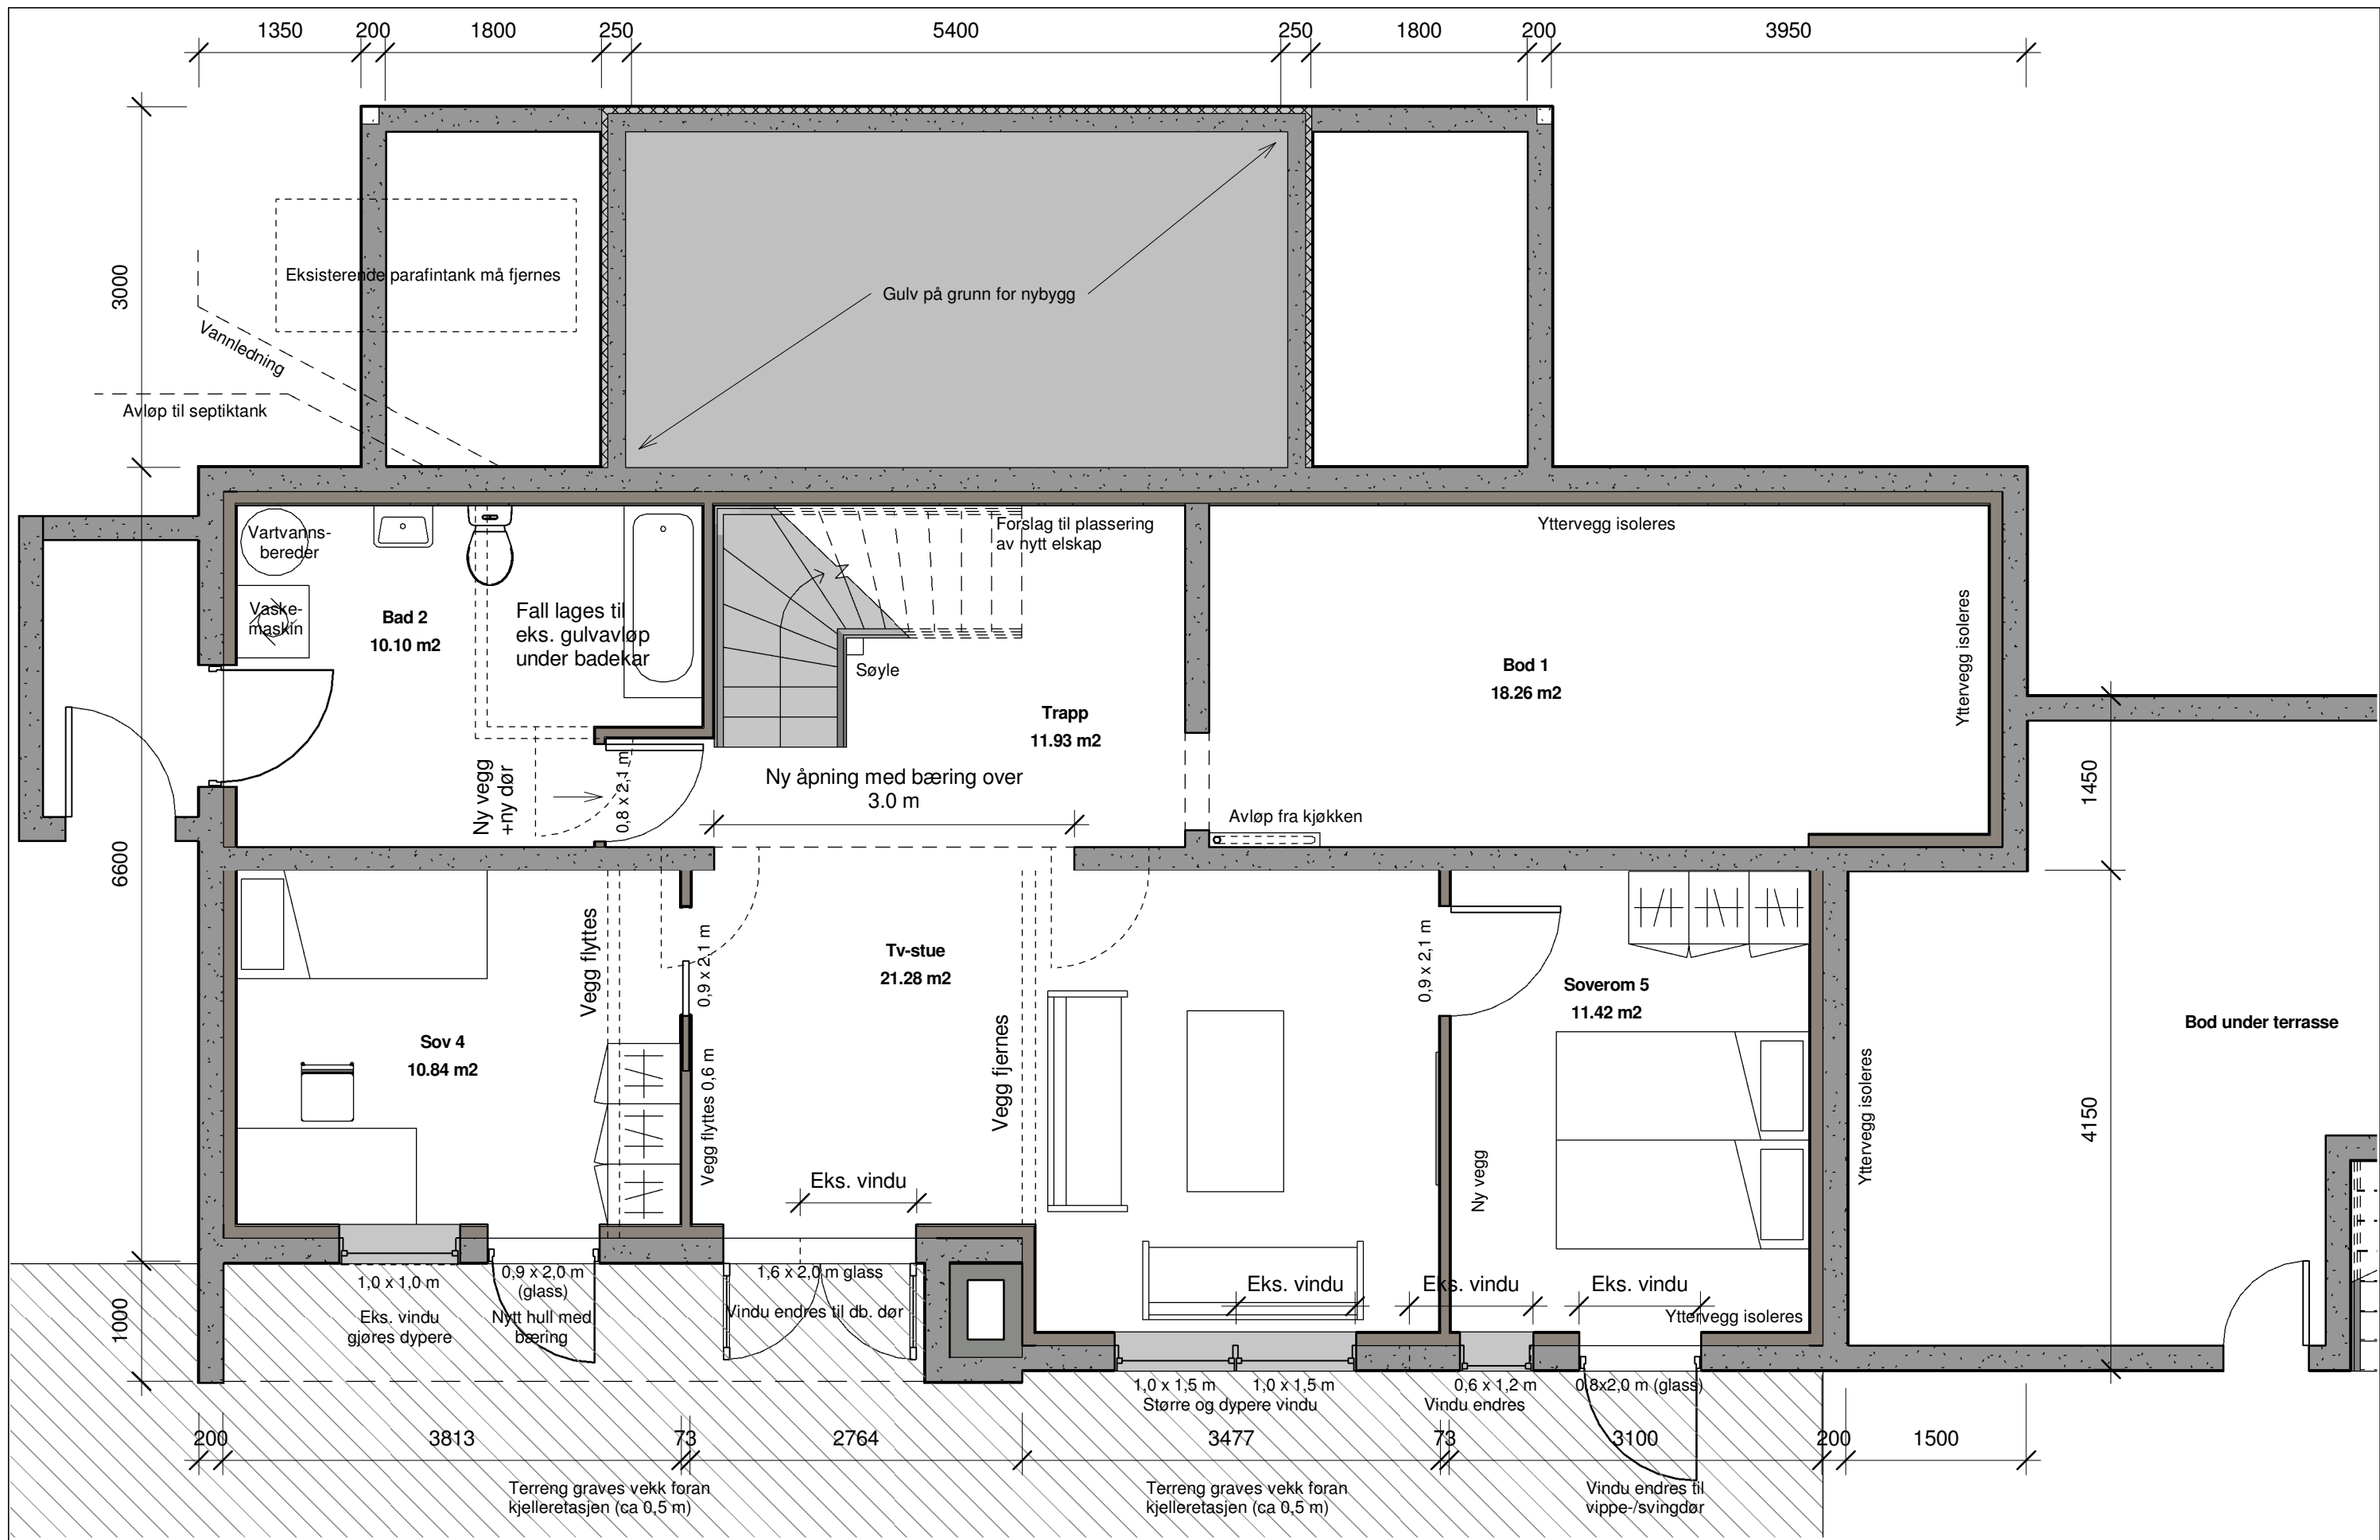 1350 200 1800 250 5400 250 1800 200 3950
3000
Eksisterende parafintank må fjernes
Gulv på grunn for nybygg
Vannledning
Avløp til septiktank
Vartvanns-
bereder
Vaske-
maskin
Bad 2
10.10 m2
Fall lages til
eks. gulvavløp
under badekar
Forslag til plassering
av nytt elskap
Søyle
Trapp
11.93 m2
Yttervegg isoleres
Bod 1
18.26 m2
Yttervegg isoleres
Ny vegg
+ny dør
0,8 x 2,1 m
Ny åpning med bæring over
3.0 m
Avløp fra kjøkken
1450
6600
Vegg flyttes
0,9 x 2,1 m
Tv-stue
21.28 m2
0,9 x 2,1 m
Soverom 5
11.42 m2
Bod under terrasse
Sov 4
10.84 m2
Vegg flyttes 0,6 m
Vegg fjernes
Ny vegg
Yttervegg isoleres
4150
Eks. vindu
1000
1,0 x 1,0 m
Eks. vindu
gjøres dypere
0,9 x 2,0 m
(glass)
Nytt hull med
bæring
1,6 x 2,0 m glass
Vindu endres til db. dør
Eks. vindu
Eks. vindu
Eks. vindu
Yttervegg isoleres
1,0 x 1,5 m
1,0 x 1,5 m
Større og dypere vindu
0,6 x 1,2 m
Vindu endres
0,8x2,0 m (glass)
200 3813 73 2764 3477 73 3100 200 1500
Terreng graves vekk foran
kjelleretasjen (ca 0,5 m)
Terreng graves vekk foran
kjelleretasjen (ca 0,5 m)
Vindu endres til
vippe-/svingdør